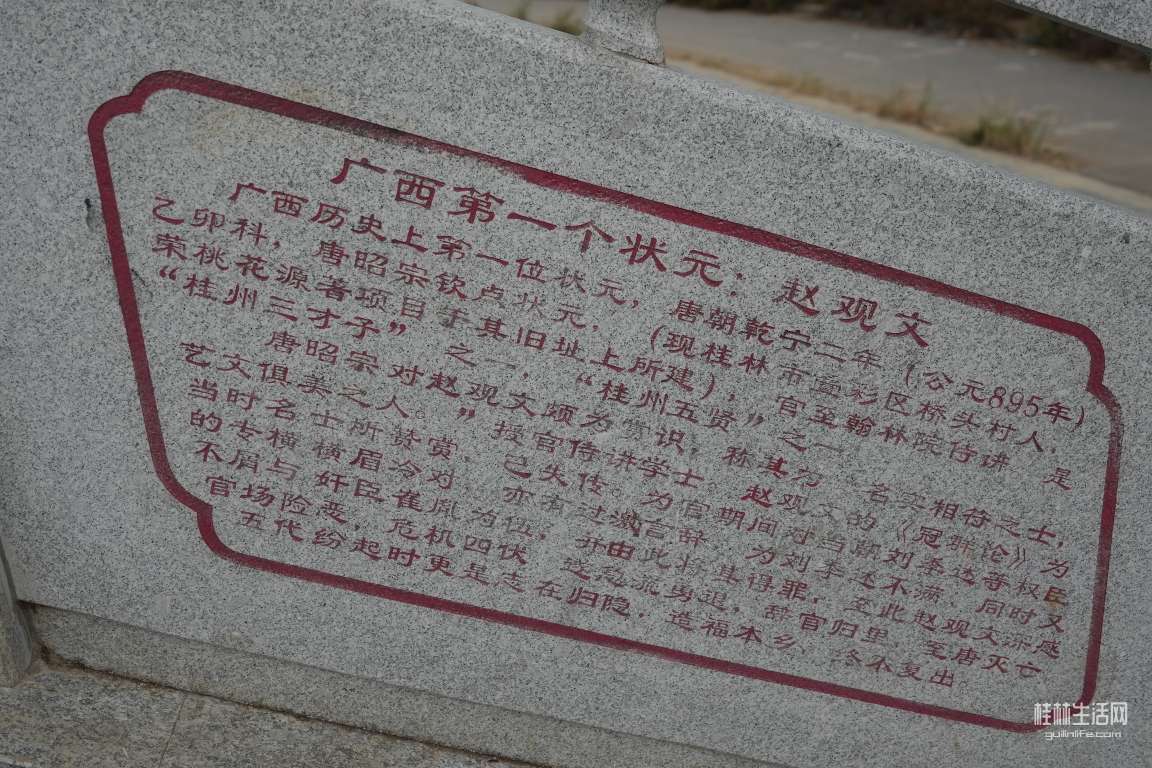 广西第一个状元：赵观文
广西历史上第一位状元，唐朝乾宁二年（公元895年）
乙卯科，唐昭宗钦点状元，（现桂林市叠彩区桥头村人，是
荣桃花源著项目于其旧址上所建），官至翰林院侍讲
“桂州三才子”之一，“桂州五贤”之一
唐昭宗对赵观文颇为赏识，称其为 名实相符之士，
艺文俱美之人。”授官侍讲学士 赵观文的《冠群论》为
当时名士所赞赏，已失传。为官期间对当朝刘季述等权臣
的专横横眉冷对 亦有过言辞，为刘季述不满，同时又
不屑与奸臣崔胤为伍，并由此将其得罪，至此赵观文深感
官场险恶，危机四伏 遂急流勇退，辞官归里，至唐灭亡
五代纷起时更是志在归隐，造福本乡，终不复出
桂林生活网
guilinlife.com